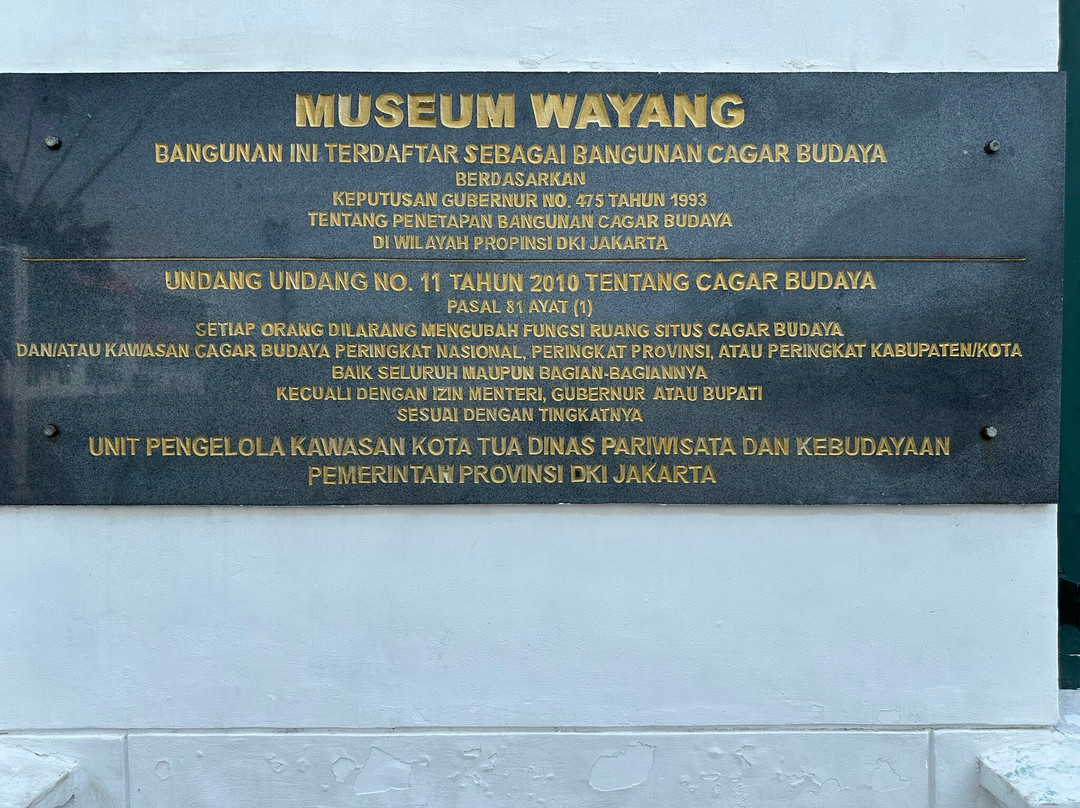 MUSEUM WAYANG
BANGUNAN INI TERDAFTAR SEBAGAI BANGUNAN CAGAR BUDAYA
BERDASARKAN
KEPUTUSAN GUBERNUR NO. 475 TAHUN 1993
TENTANG PENETAPAN BANGUNAN CAGAR BUDAYA
DI WILAYAH PROPINSI DKI JAKARTA
UNDANG UNDANG NO. 11 TAHUN 2010 TENTANG CAGAR BUDAYA
PASAL 81 AYAT (1)
SETIAP ORANG DILARANG MENGUBAH FUNGSI RUANG SITUS CAGAR BUDAYA
DAN/ATAU KAWASAN CAGAR BUDAYA PERINGKAT NASIONAL, PERINGKAT PROVINSI, ATAU PERINGKAT KABUPATEN/KOTA
BAIK SELURUH MAUPUN BAGIAN-BAGIANNYA
KECUALI DENGAN IZIN MENTERI, GUBERNUR ATAU BUPATI
SESUAI DENGAN TINGKATNYA
UNIT PENGELOLA KAWASAN KOTA TUA DINAS PARIWISATA DAN KEBUDAYAAN
PEMERINTAH PROVINSI DKI JAKARTA